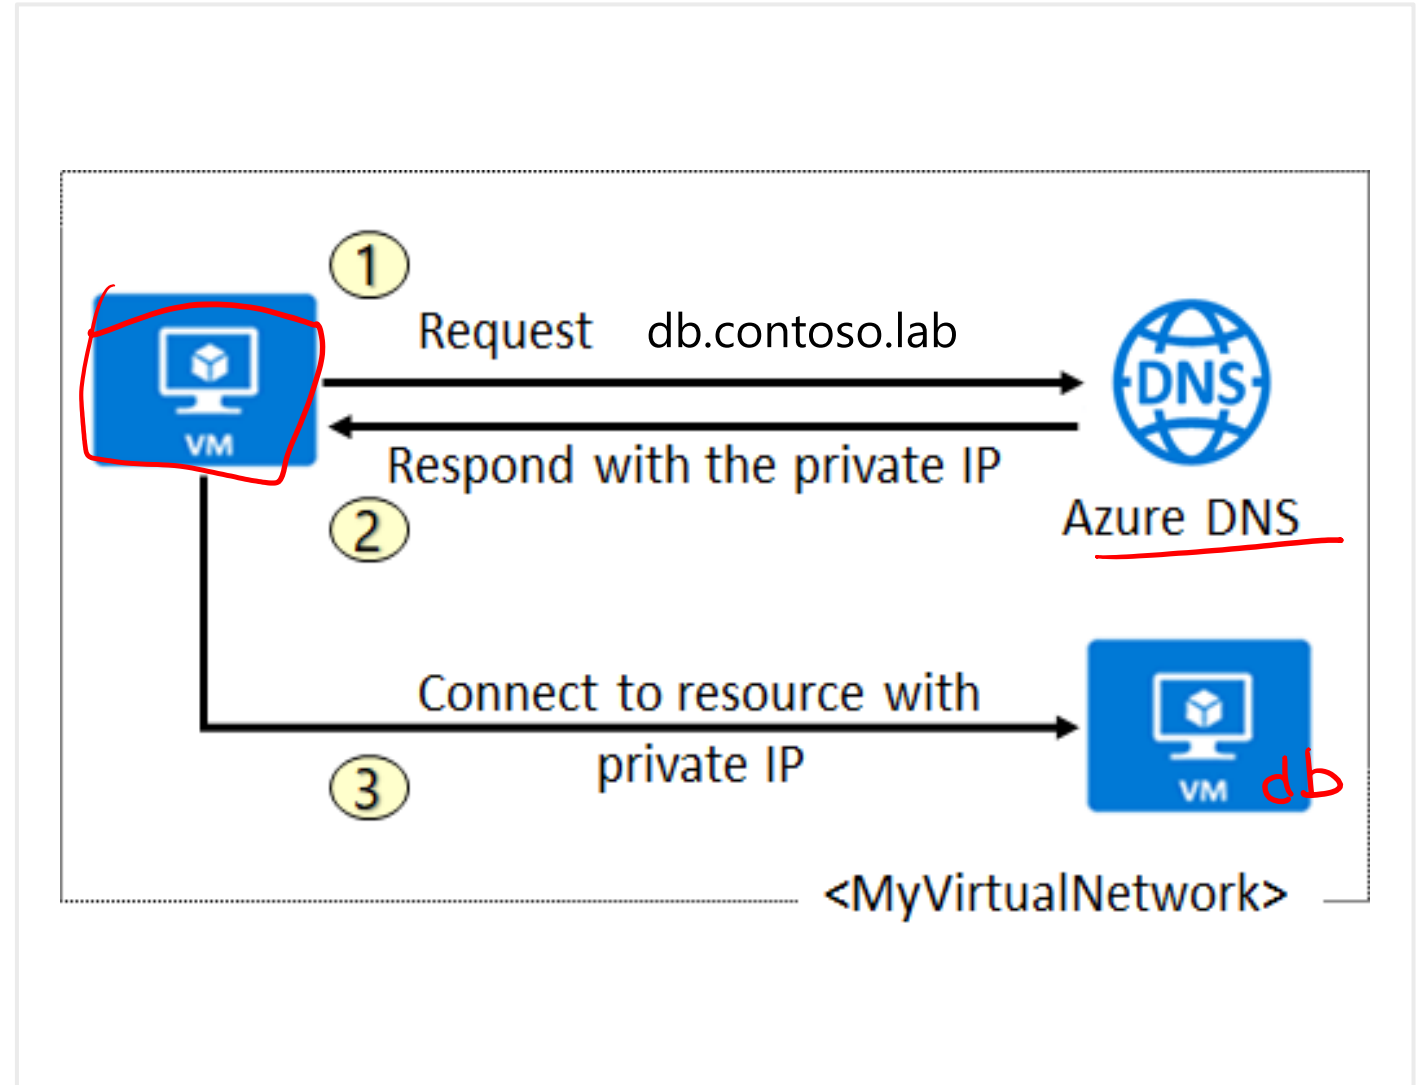 1
Request db.contoso.lab
DNS
VM
Respond with the private IP
2
Azure DNS
Connect to resource with
private IP
3
VM db
<MyVirtualNetwork>